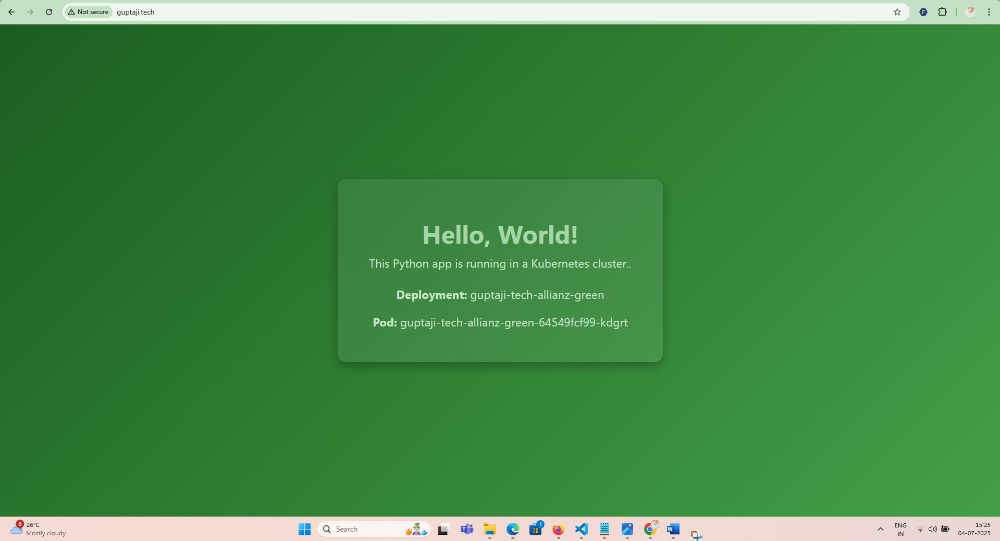 Not secure
guptaji.tech
Hello, World!
This Python app is running in a Kubernetes cluster..
Deployment: guptaji-tech-allianz-green
Pod: guptaji-tech-allianz-green-64549fcf99-kdgrt
8
26°C
Mostly cloudy
Search
1
ENG
IN
15:25
04-07-2025